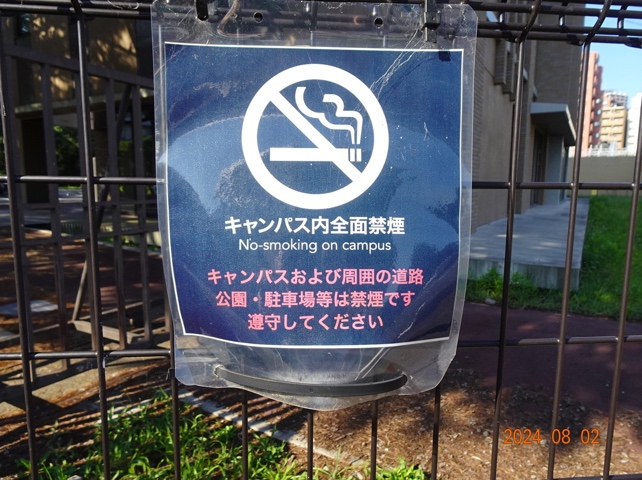 キャンパス内全面禁煙
No-smoking on campus
キャンパスおよび周囲の道路
公園・駐車場等は禁煙です
遵守してください
2024 08 02